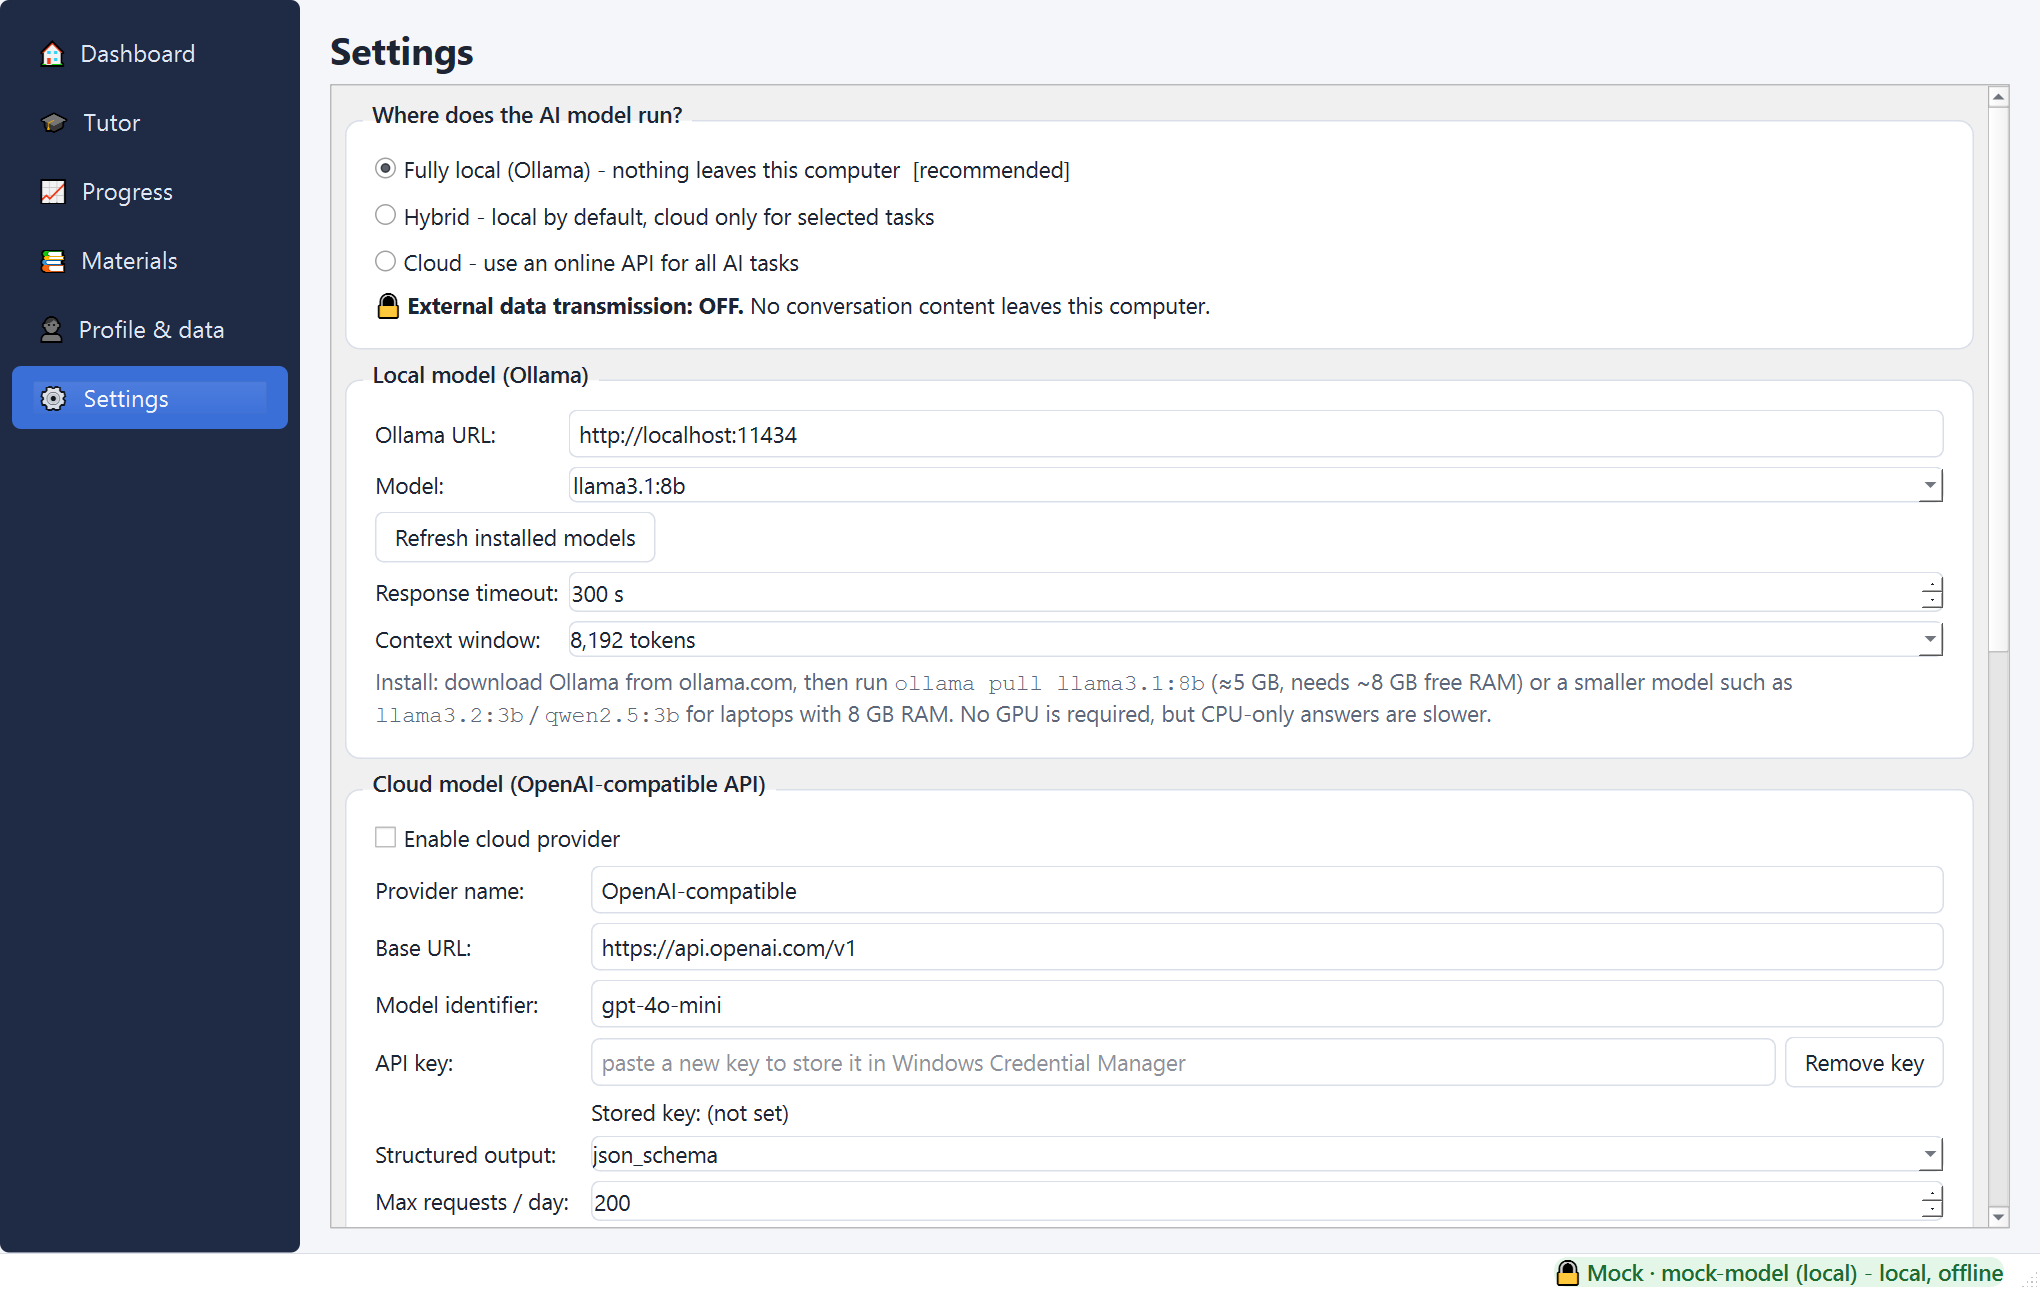 Dashboard
Tutor
Progress
Materials
Profile & data
Settings
Settings
Where does the AI model run?
Fully local (Ollama) - nothing leaves this computer [recommended]
Hybrid - local by default, cloud only for selected tasks
Cloud - use an online API for all AI tasks
External data transmission: OFF. No conversation content leaves this computer.
Local model (Ollama)
Ollama URL: http://localhost:11434
Model: llama3.1:8b
Refresh installed models
Response timeout: 300 s
Context window: 8,192 tokens
Install: download Ollama from ollama.com, then run ollama pull llama3.1:8b (≈5 GB, needs ~8 GB free RAM) or a smaller model such as
llama3.2:3b / qwen2.5:3b for laptops with 8 GB RAM. No GPU is required, but CPU-only answers are slower.
Cloud model (OpenAI-compatible API)
Enable cloud provider
Provider name: OpenAI-compatible
Base URL: https://api.openai.com/v1
Model identifier: gpt-4o-mini
API key: paste a new key to store it in Windows Credential Manager Remove key
Stored key: (not set)
Structured output: json_schema
Max requests / day: 200
Mock · mock-model (local) - local, offline